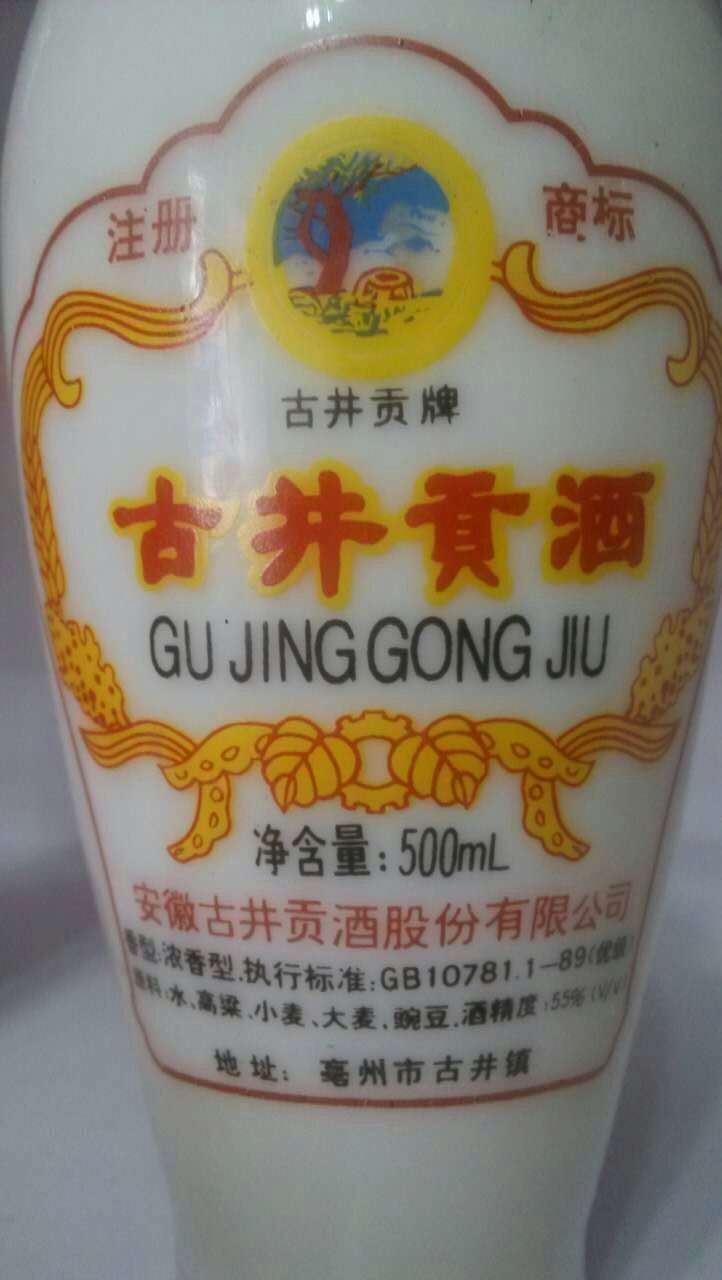 注册 商标
古井贡牌
古井贡酒
GU JING GONG JIU
净含量：500mL
安徽古井贡酒股份有限公司
香型：浓香型．执行标准：GB10781.1－89（优级）
原料：水、高粱、小麦、大麦、豌豆．酒精度：55%（V/V）
地址：亳州市古井镇